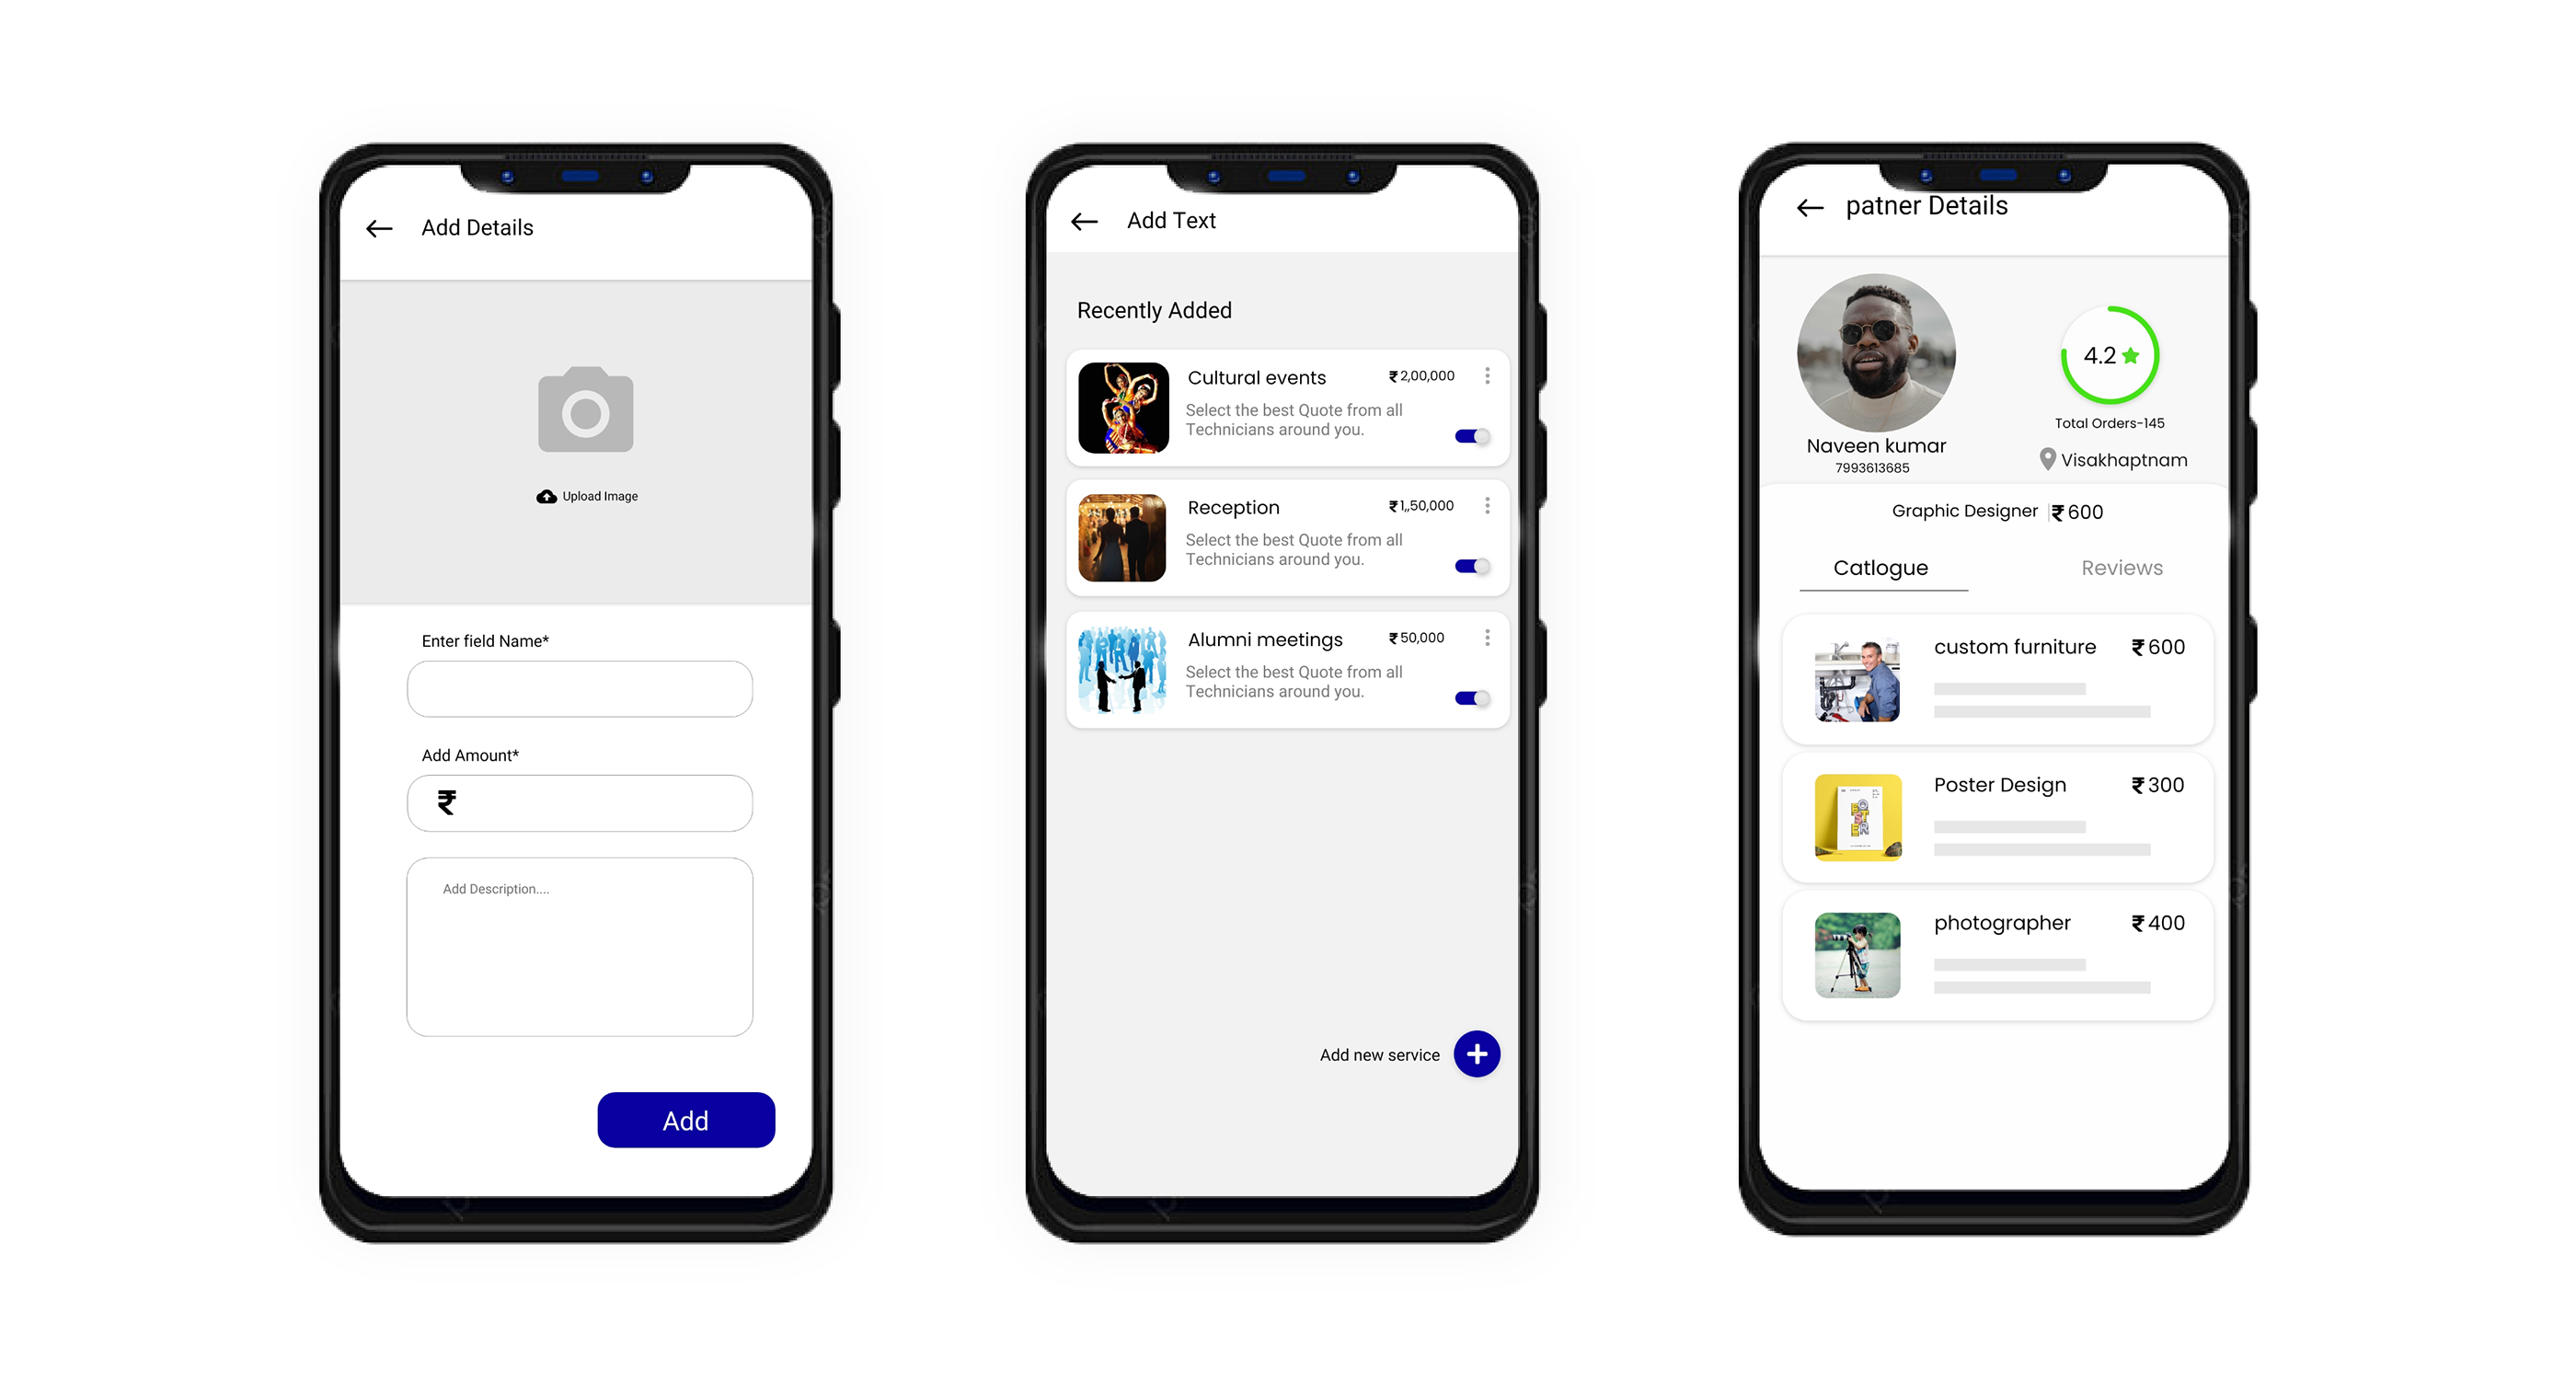 Add Details
Upload Image
Enter field Name*
Add Amount*
₹
Add Description....
Add
Add Text
Recently Added
Cultural events ₹2,00,000
Select the best Quote from all
Technicians around you.
Reception ₹1,,50,000
Select the best Quote from all
Technicians around you.
Alumni meetings ₹50,000
Select the best Quote from all
Technicians around you.
Add new service
patner Details
4.2
Total Orders-145
Naveen kumar
7993613685
Visakhaptnam
Graphic Designer |₹600
Catlogue
Reviews
custom furniture ₹600
Poster Design ₹300
photographer ₹400